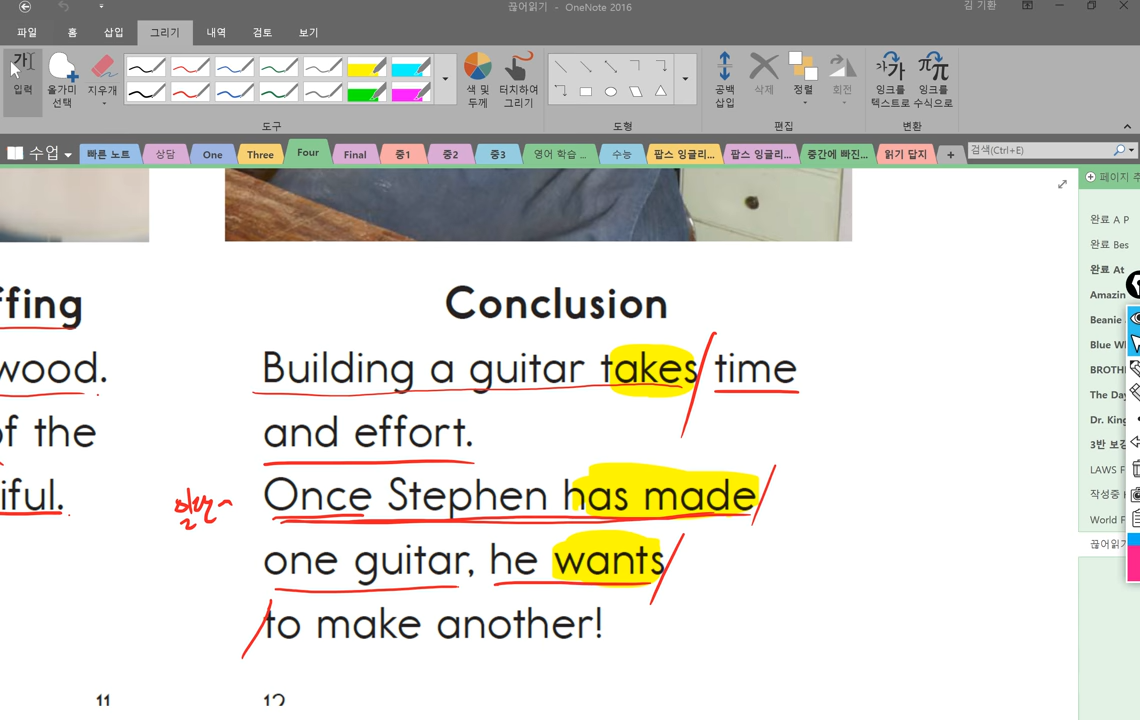 끊어읽기 - OneNote 2016
김 기환
파일 홈 삽입 그리기 내역 검토 보기
입력
올가미 선택
지우개
색 및 두께
터치하여 그리기
공백 삽입
삭제
정렬
회전
잉크를 텍스트로
잉크를 수식으로
도구 도형 편집 변환
수업 빠른 노트 상담 One Three Four Final 중1 중2 중3 영어 학습 ... 수능 팝스 잉글리... 팝스 잉글리... 중간에 빠진... 읽기 답지 +
검색(Ctrl+E)
페이지 추
완료 A P
완료 Bes
완료 At
Amazin
Beanie
Blue W
BROTH
The Day
Dr. King
3반 보강
LAWS F
작성중
World F
끊어읽기
ffing
wood.
of the
iful.
11
Conclusion
Building a guitar takes time
and effort.
Once Stephen has made
one guitar, he wants
to make another!
12